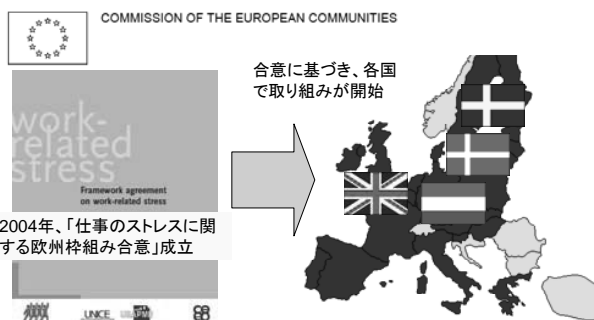 COMMISSION OF THE EUROPEAN COMMUNITIES
合意に基づき、各国
で取り組みが開始
work-
related
stress
Framework agreement
on work-related stress
2004年、「仕事のストレスに関
する欧州枠組み合意」成立
UNICE